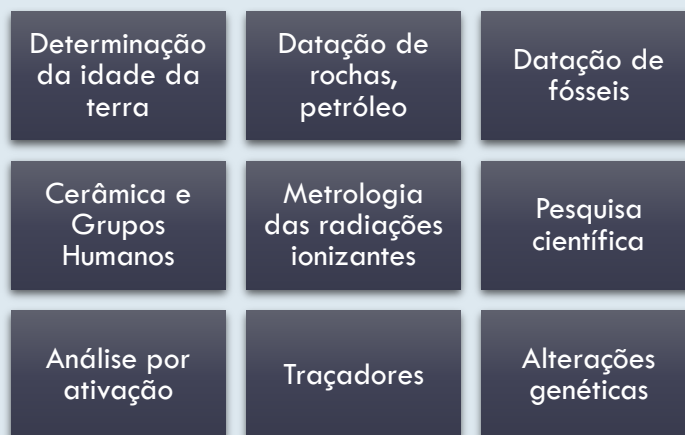 Determinação
da idade da
terra
Datação de
rochas,
petróleo
Datação de
fósseis
Cerâmica e
Grupos
Humanos
Metrologia
das radiações
ionizantes
Pesquisa
científica
Análise por
ativação
Traçadores
Alterações
genéticas